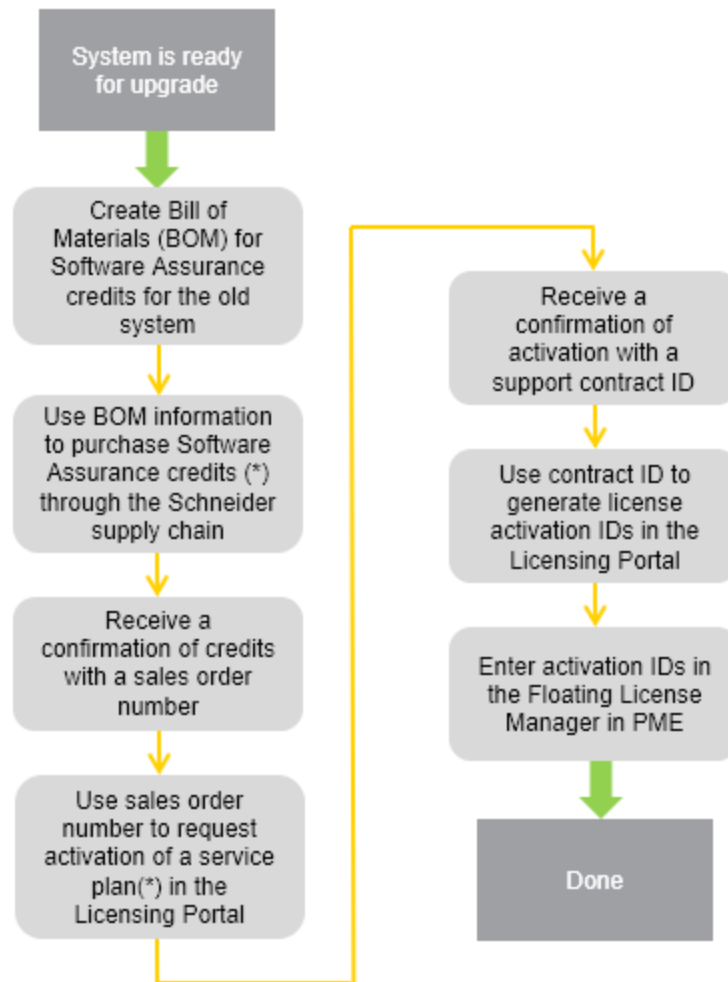 System is ready
for upgrade
Create Bill of
Materials (BOM) for
Software Assurance
credits for the old
system
Use BOM information
to purchase Software
Assurance credits (*)
through the Schneider
supply chain
Receive a
confirmation of credits
with a sales order
number
Use sales order
number to request
activation of a service
plan(*) in the
Licensing Portal
Receive a
confirmation of
activation with a
support contract ID
Use contract ID to
generate license
activation IDs in the
Licensing Portal
Enter activation IDs in
the Floating License
Manager in PME
Done